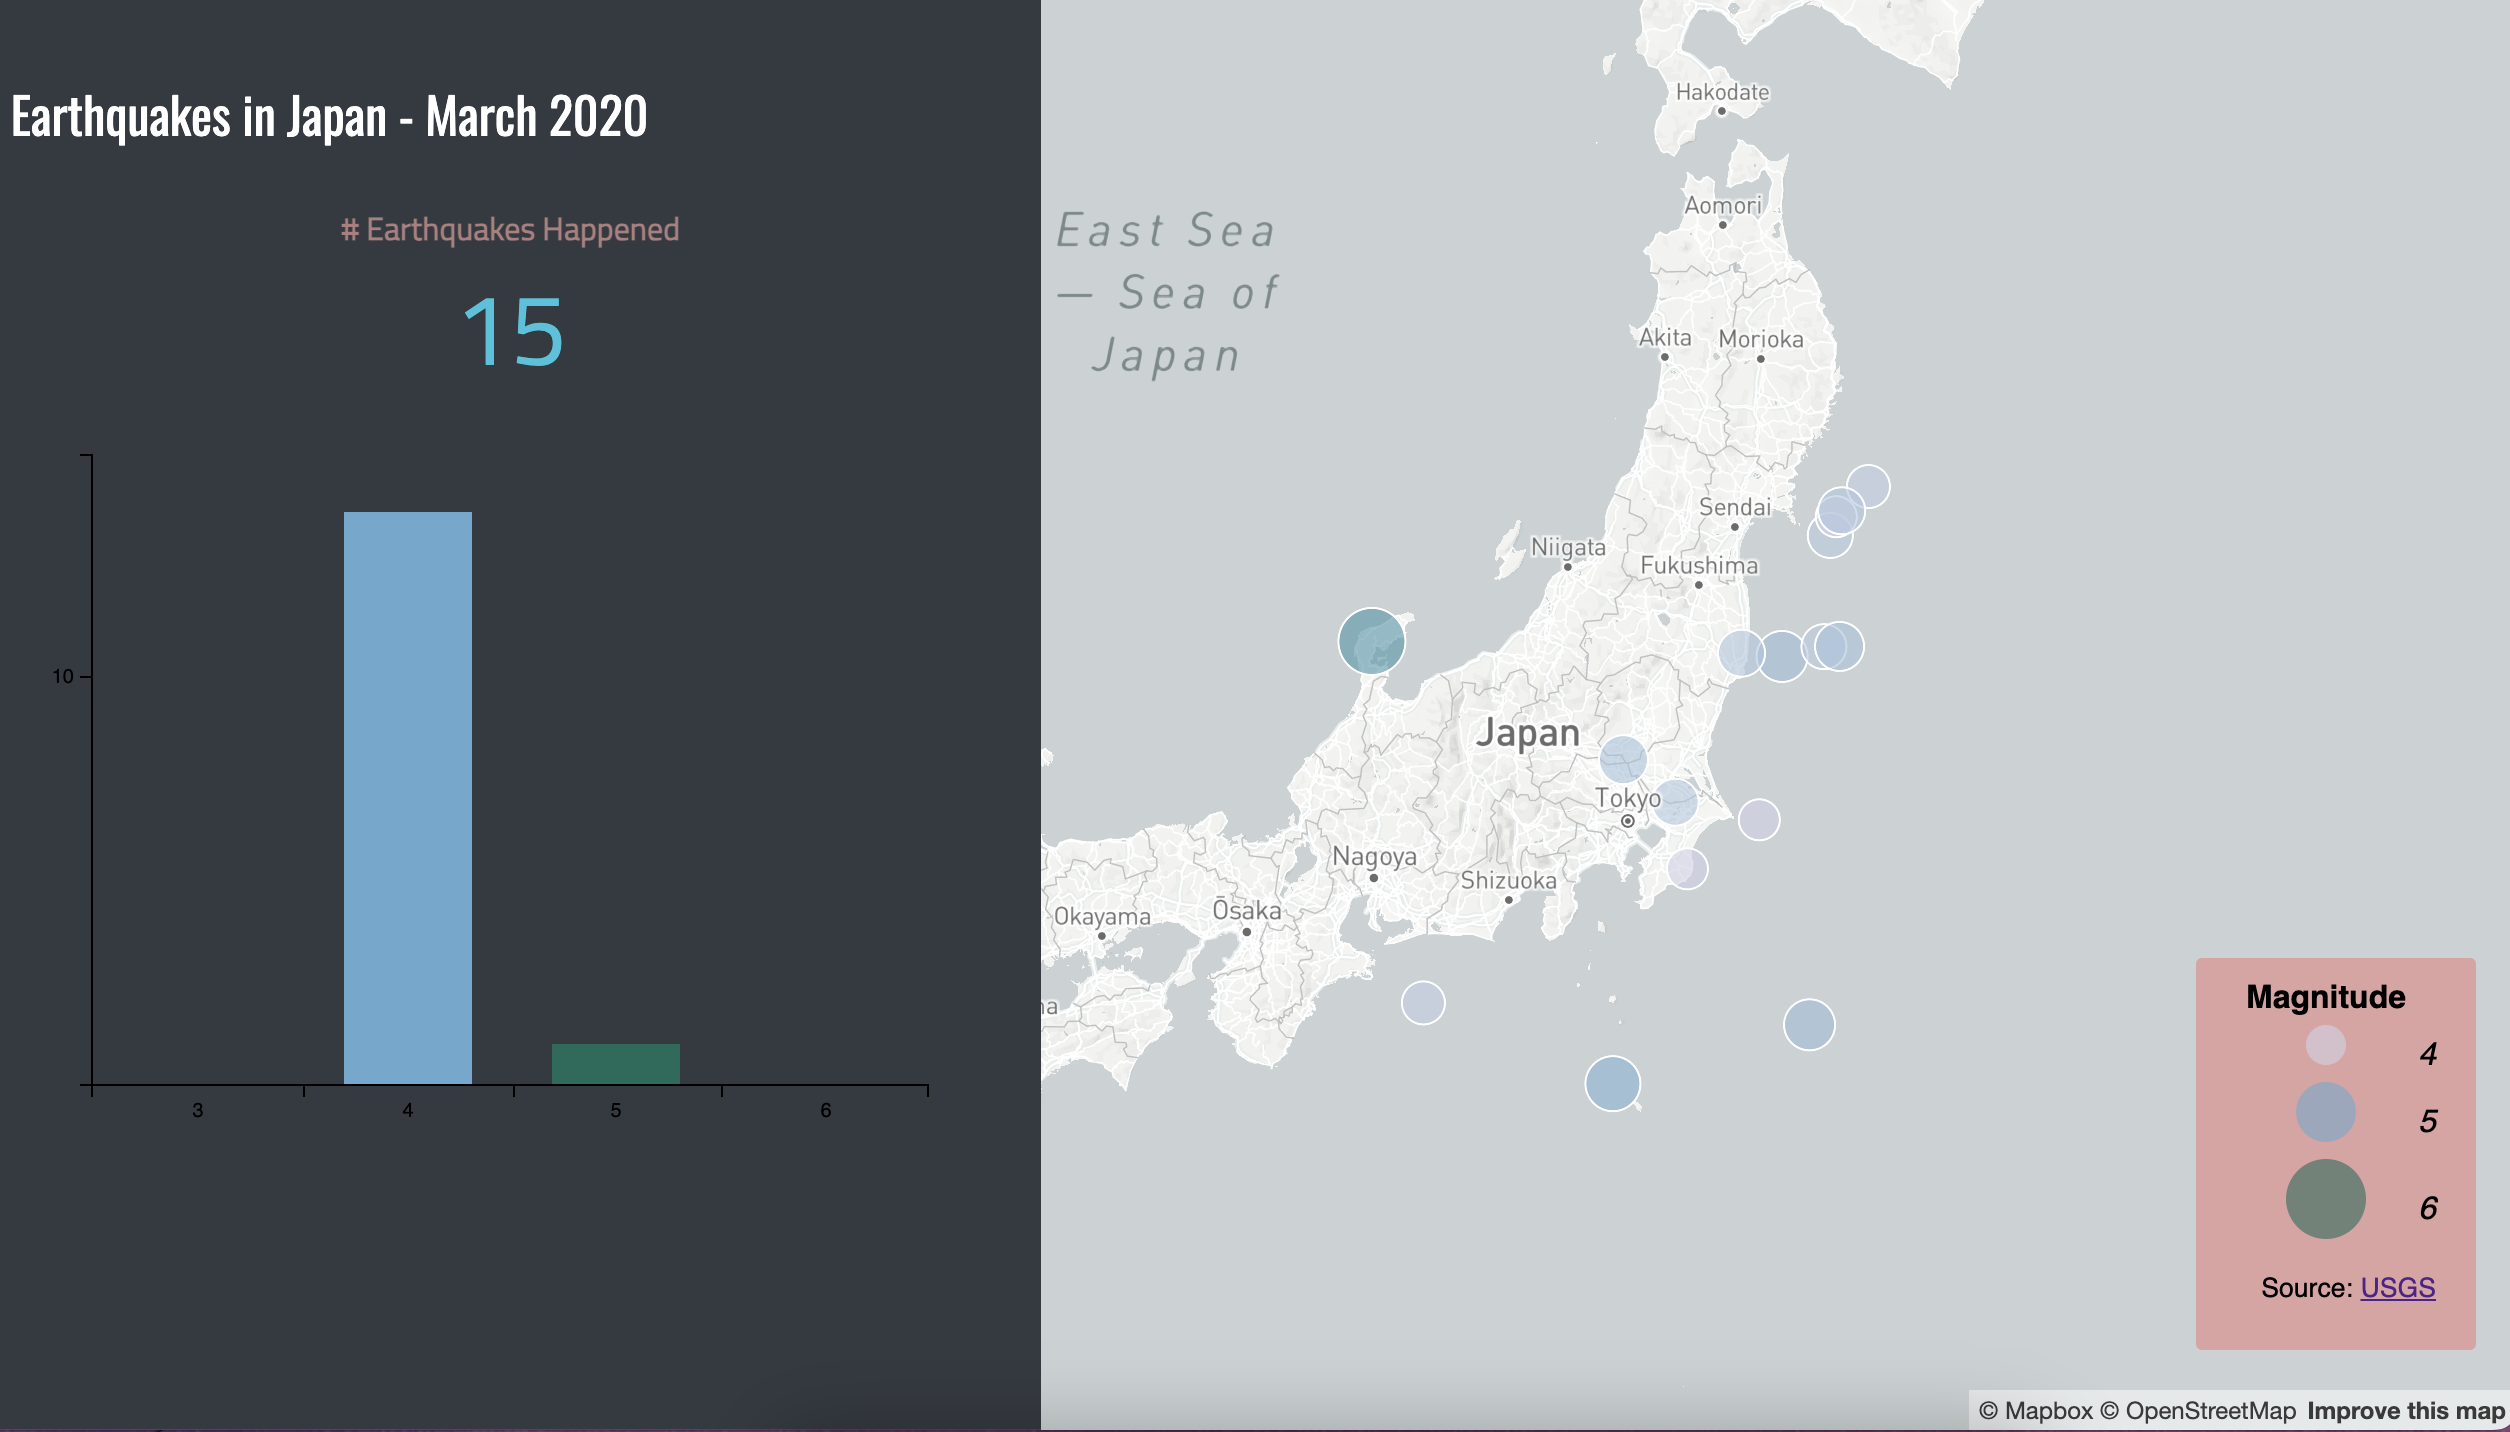 Earthquakes in Japan - March 2020
# Earthquakes Happened
15
10
3
4
5
6
East Sea
— Sea of
Japan
Hakodate
Aomori
Akita
Morioka
Sendai
Niigata
Fukushima
Japan
Tokyo
Nagoya
Shizuoka
Okayama
Ōsaka
na
Magnitude
4
5
6
Source: USGS
© Mapbox © OpenStreetMap Improve this map